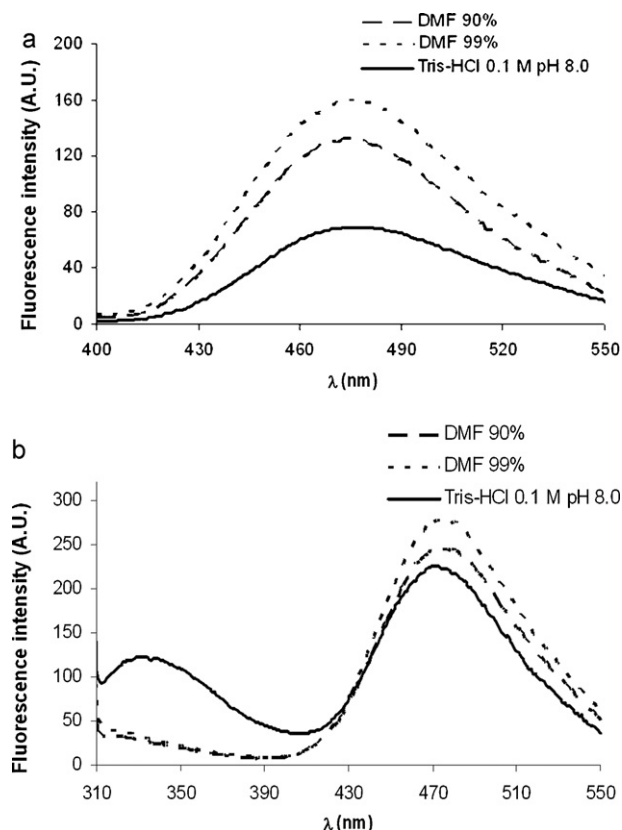 a
DMF 90%
DMF 99%
Tris-HCl 0.1 M pH 8.0
Fluorescence intensity (A.U.)
200
160
120
80
40
0
400 430 460 490 520 550
λ (nm)
b
DMF 90%
DMF 99%
Tris-HCl 0.1 M pH 8.0
Fluorescence intensity (A.U.)
300
250
200
150
100
50
0
310 350 390 430 470 510 550
λ (nm)